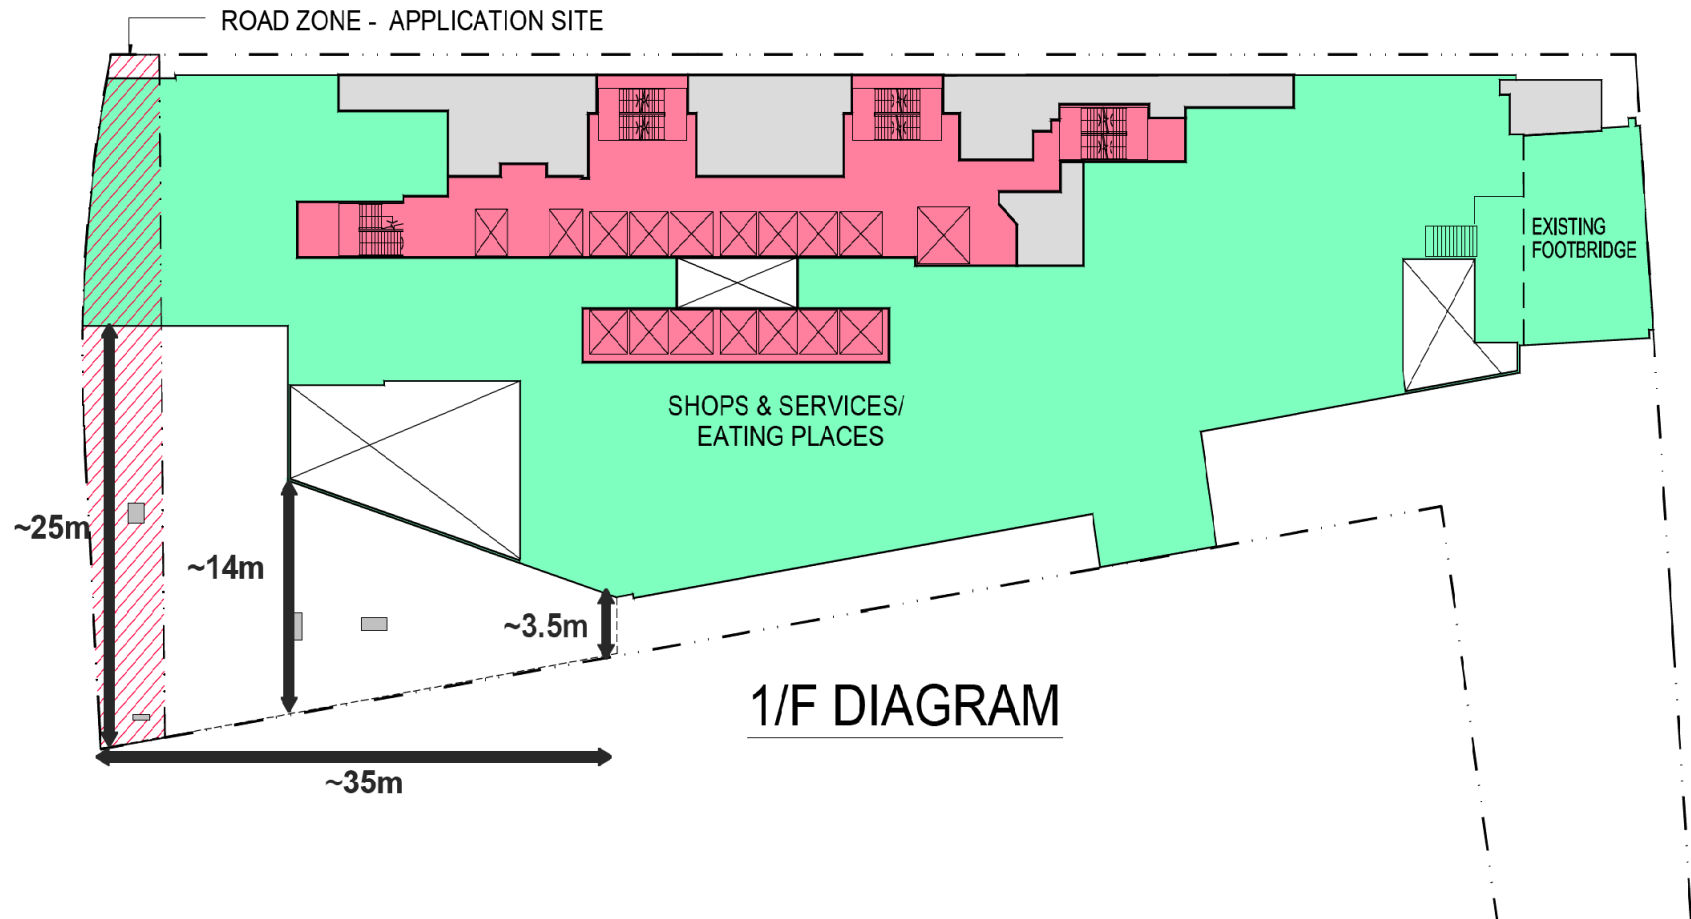 ROAD ZONE - APPLICATION SITE
EXISTING
FOOTBRIDGE
SHOPS & SERVICES/
EATING PLACES
~25m
~14m
~3.5m
1/F DIAGRAM
~35m